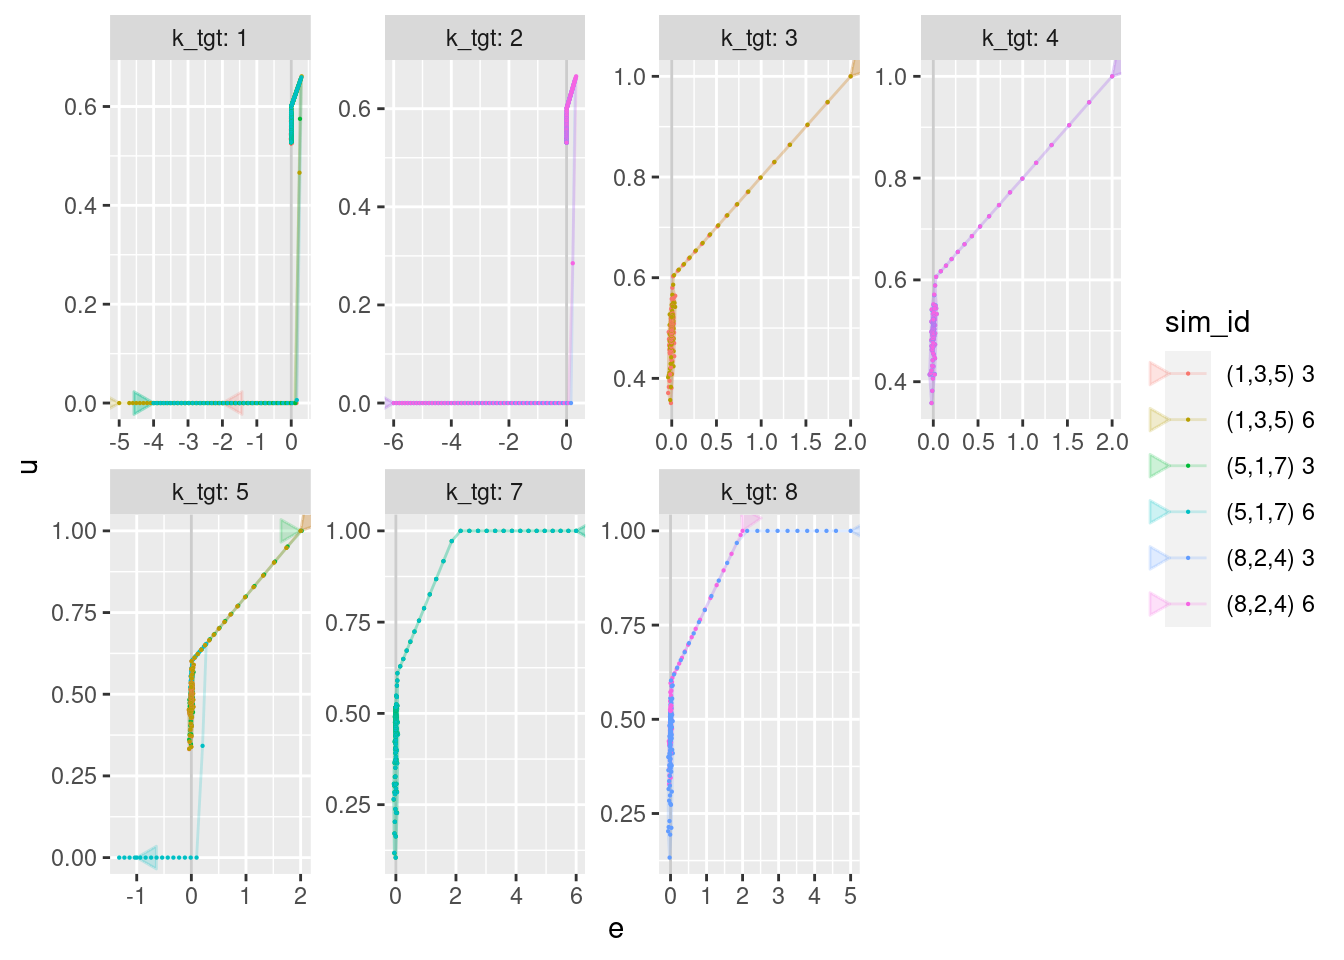 k_tgt: 1
k_tgt: 2
k_tgt: 3
k_tgt: 4
0.6
0.4
0.2
0.0
-5 -4 -3 -2 -1 0
0.6
0.4
0.2
0.0
-6 -4 -2 0
1.0
0.8
0.6
0.4
0.0 0.5 1.0 1.5 2.0
1.0
0.8
0.6
0.4
0.0 0.5 1.0 1.5 2.0
u
k_tgt: 5
k_tgt: 7
k_tgt: 8
1.00
0.75
0.50
0.25
0.00
-1 0 1 2
1.00
0.75
0.50
0.25
0 2 4 6
1.00
0.75
0.50
0.25
0 1 2 3 4 5
e
sim_id
(1,3,5) 3
(1,3,5) 6
(5,1,7) 3
(5,1,7) 6
(8,2,4) 3
(8,2,4) 6